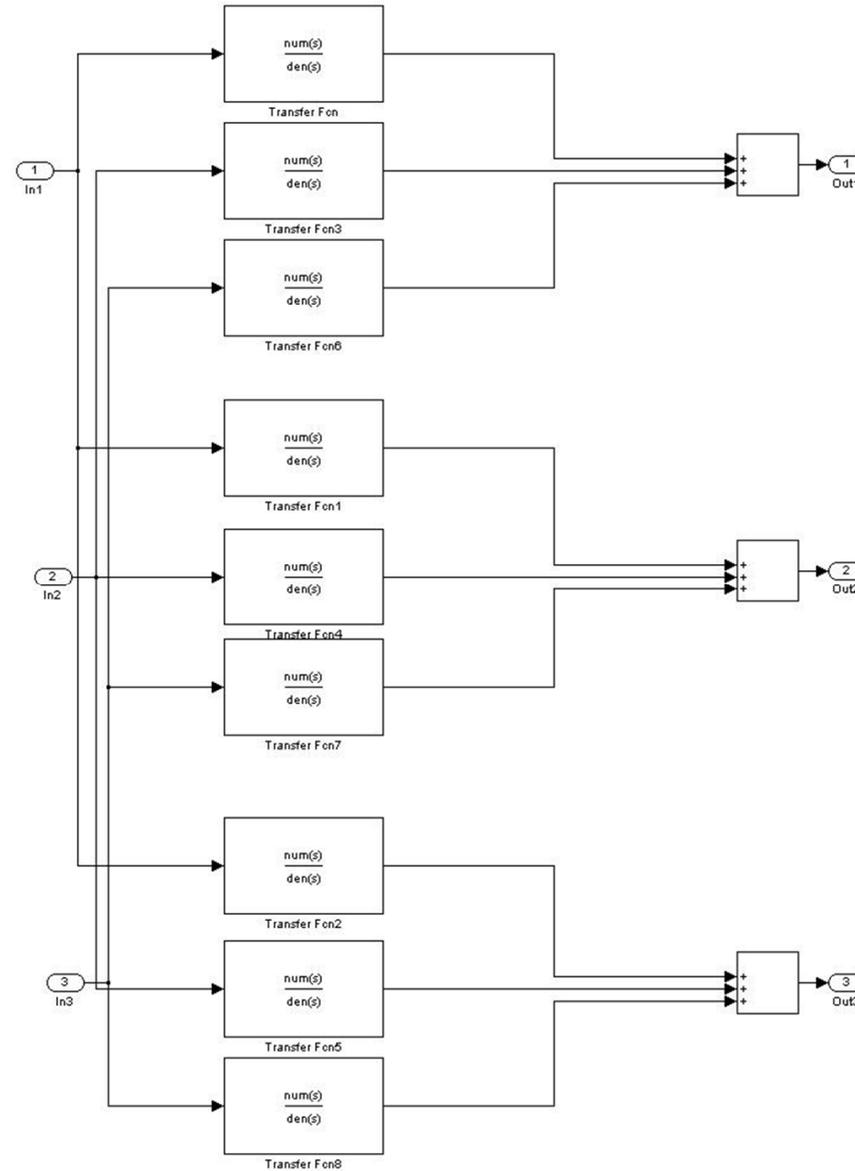 num(s)
den(s)
Transfer Fcn
num(s)
den(s)
Transfer Fcn3
1
In1
+
+
+
1
Out1
num(s)
den(s)
Transfer Fcn6
num(s)
den(s)
Transfer Fcn1
2
In2
num(s)
den(s)
Transfer Fcn4
+
+
+
2
Out2
num(s)
den(s)
Transfer Fcn7
num(s)
den(s)
Transfer Fcn2
3
In3
num(s)
den(s)
Transfer Fcn5
+
+
+
3
Out3
num(s)
den(s)
Transfer Fcn8